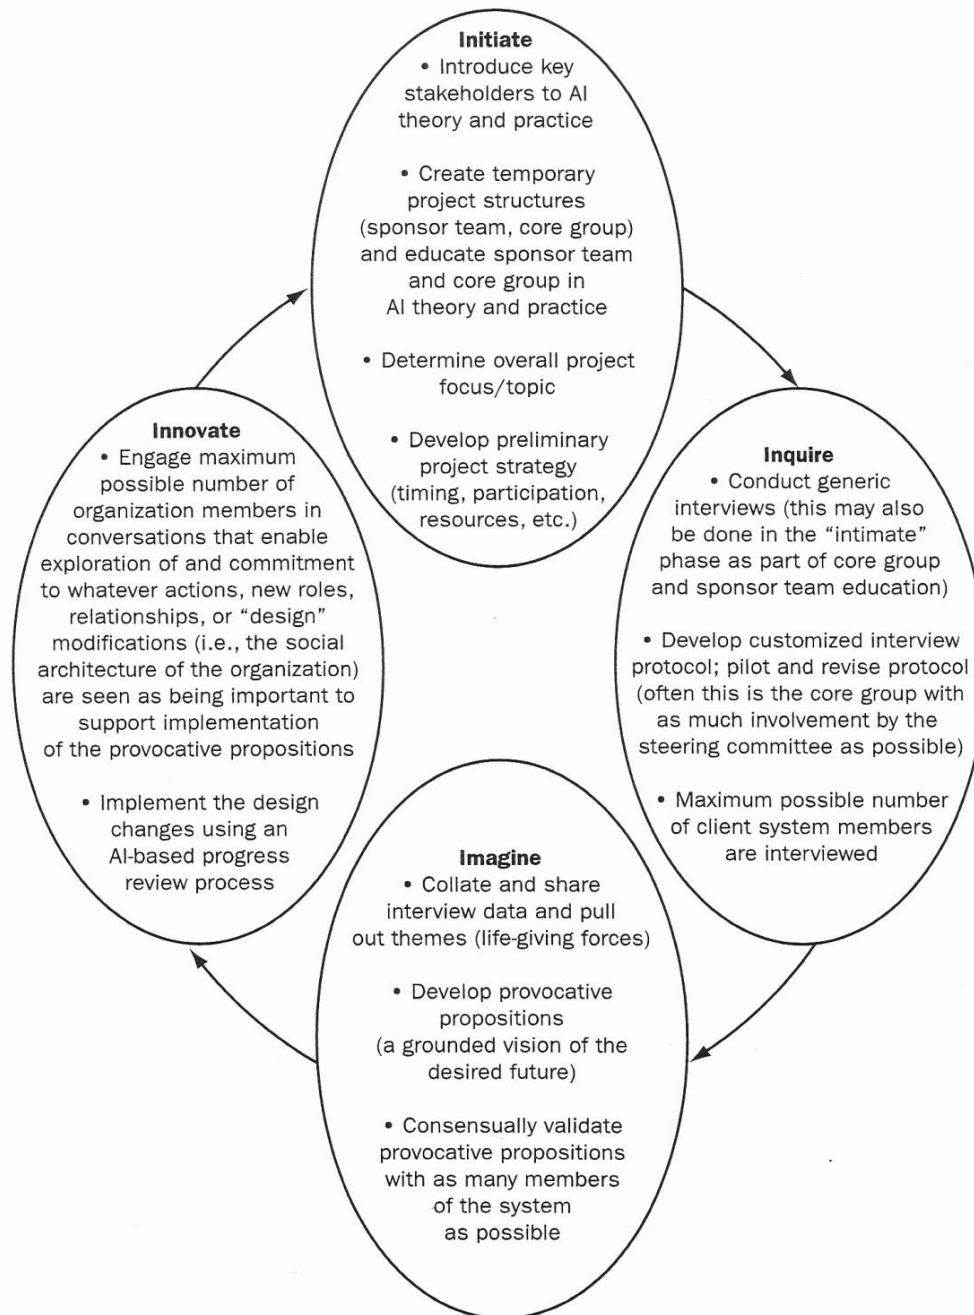 Initiate
• Introduce key
stakeholders to AI
theory and practice
• Create temporary
project structures
(sponsor team, core group)
and educate sponsor team
and core group in
AI theory and practice
• Determine overall project
focus/topic
• Develop preliminary
project strategy
(timing, participation,
resources, etc.)
Inquire
• Conduct generic
interviews (this may also
be done in the “intimate”
phase as part of core group
and sponsor team education)
• Develop customized interview
protocol; pilot and revise protocol
(often this is the core group with
as much involvement by the
steering committee as possible)
• Maximum possible number
of client system members
are interviewed
Imagine
• Collate and share
interview data and pull
out themes (life-giving forces)
• Develop provocative
propositions
(a grounded vision of the
desired future)
• Consensually validate
provocative propositions
with as many members
of the system
as possible
Innovate
• Engage maximum
possible number of
organization members in
conversations that enable
exploration of and commitment
to whatever actions, new roles,
relationships, or “design”
modifications (i.e., the social
architecture of the organization)
are seen as being important to
support implementation
of the provocative propositions
• Implement the design
changes using an
AI-based progress
review process